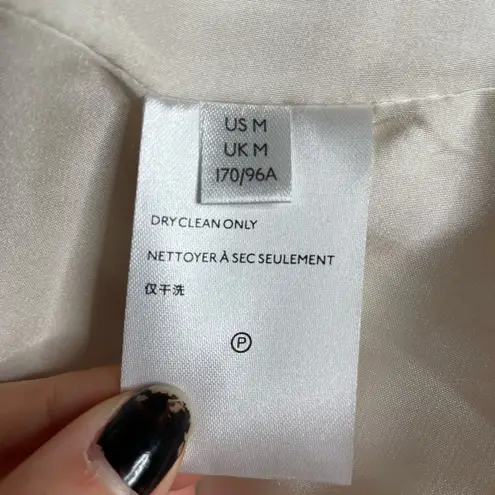 US M
UK M
170/96A
DRY CLEAN ONLY
NETTOYER À SEC SEULEMENT
仅干洗
P